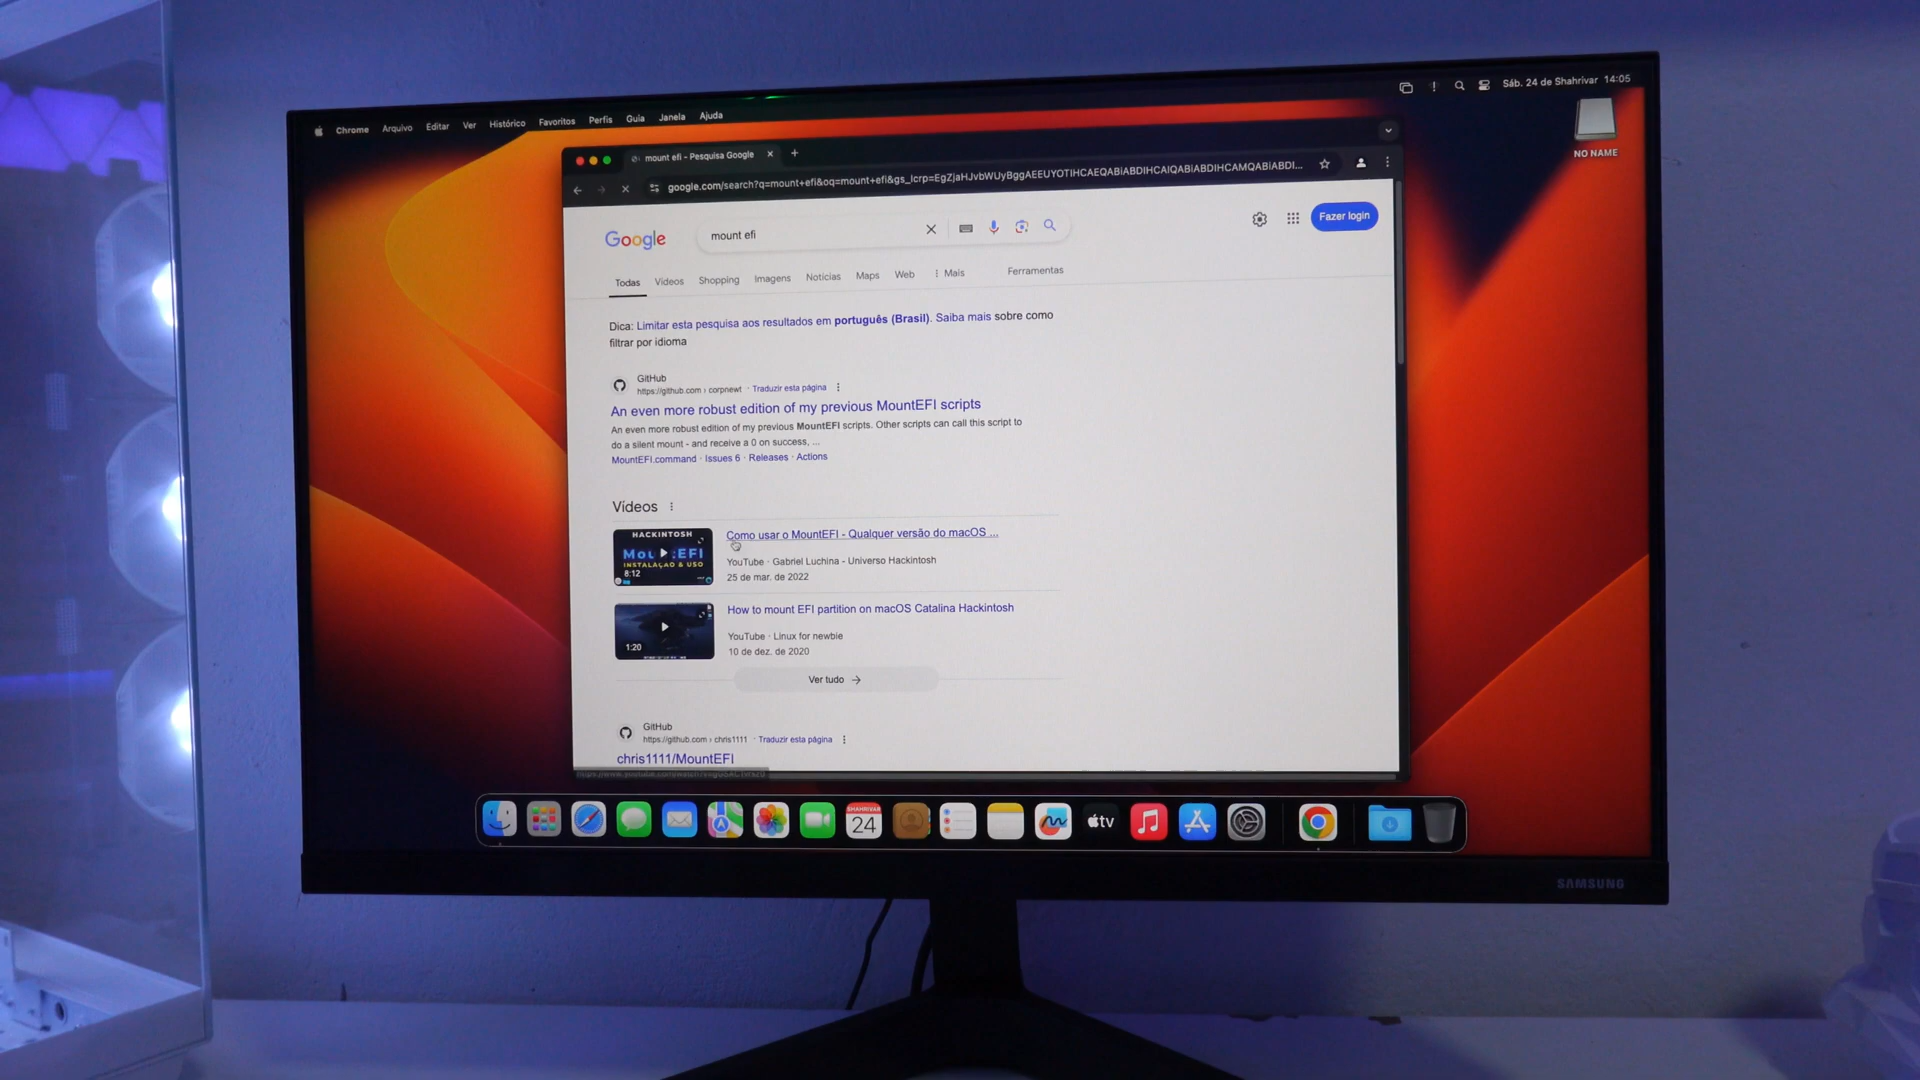 Chrome Arquivo Editar Ver Histórico Favoritos Perfis Guia Janela Ajuda
Sáb. 24 de Shahrivar 14:05
NO NAME
mount efi - Pesquisa Google
google.com/search?q=mount+efi&oq=mount+efi&gs_lcrp=EgZjaHJvbWUyBggAEEUYOTIHCAEQABiABDIHCAIQABiABDIHCAMQABiABDI...
Google
mount efi
Fazer login
Todas Vídeos Shopping Imagens Notícias Maps Web Mais Ferramentas
Dica: Limitar esta pesquisa aos resultados em português (Brasil). Saiba mais sobre como
filtrar por idioma
GitHub
https://github.com › corpnewt · Traduzir esta página
An even more robust edition of my previous MountEFI scripts
An even more robust edition of my previous MountEFI scripts. Other scripts can call this script to
do a silent mount - and receive a 0 on success, ...
MountEFI.command · Issues 6 · Releases · Actions
Vídeos
HACKINTOSH
INSTALAÇÃO & USO
8:12
Como usar o MountEFI - Qualquer versão do macOS ...
YouTube · Gabriel Luchina - Universo Hackintosh
25 de mar. de 2022
How to mount EFI partition on macOS Catalina Hackintosh
YouTube · Linux for newbie
10 de dez. de 2020
1:20
Ver tudo
GitHub
https://github.com › chris1111 · Traduzir esta página
chris1111/MountEFI
SHAHRIVAR
24
tv
SAMSUNG